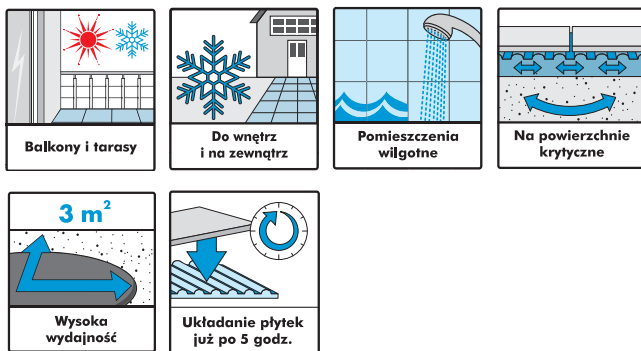 Balkony i tarasy
Do wnętrz
i na zewnątrz
Pomieszczenia
wilgotne
Na powierzchnie
krytyczne
3 m²
Wysoka
wydajność
Układanie płytek
już po 5 godz.